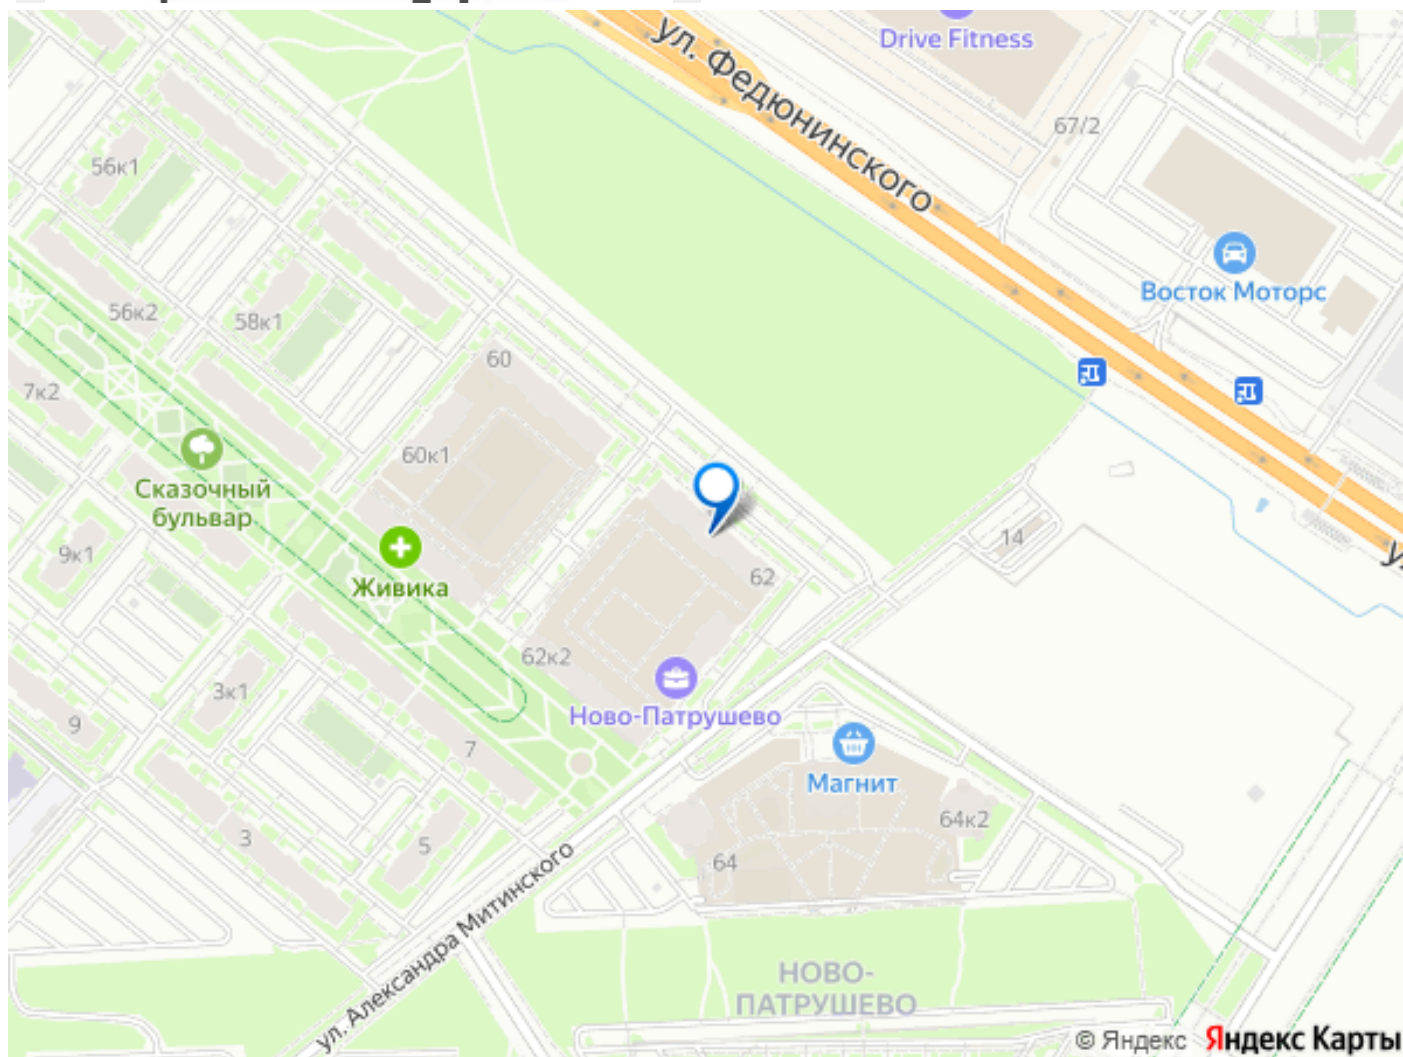 Drive Fitness
ул. Федюнинского
67/2
56к1
Восток Моторс
56к2
58к1
60
7к2
60к1
Сказочный
бульвар
14
9к1
Живика
62
62к2
3к1
Ново-Патрушево
9
7
Магнит
64к2
3
5
64
ул. Александра Митинского
НОВО-
ПАТРУШЕВО
© Яндекс Яндекс Карты